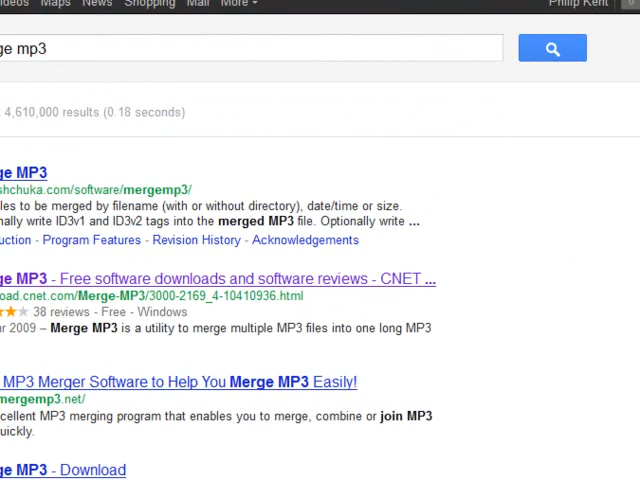 ideos Maps News Shopping Mail More Philip Kent 0
ge mp3
4,610,000 results (0.18 seconds)
ge MP3
shchuka.com/software/mergemp3/
les to be merged by filename (with or without directory), date/time or size.
nally write ID3v1 and ID3v2 tags into the merged MP3 file. Optionally write ...
uction - Program Features - Revision History - Acknowledgements
ge MP3 - Free software downloads and software reviews - CNET ...
oad.cnet.com/Merge-MP3/3000-2169_4-10410936.html
38 reviews - Free - Windows
ar 2009 – Merge MP3 is a utility to merge multiple MP3 files into one long MP3
MP3 Merger Software to Help You Merge MP3 Easily!
mergemp3.net/
xcellent MP3 merging program that enables you to merge, combine or join MP3
uickly.
ge MP3 - Download